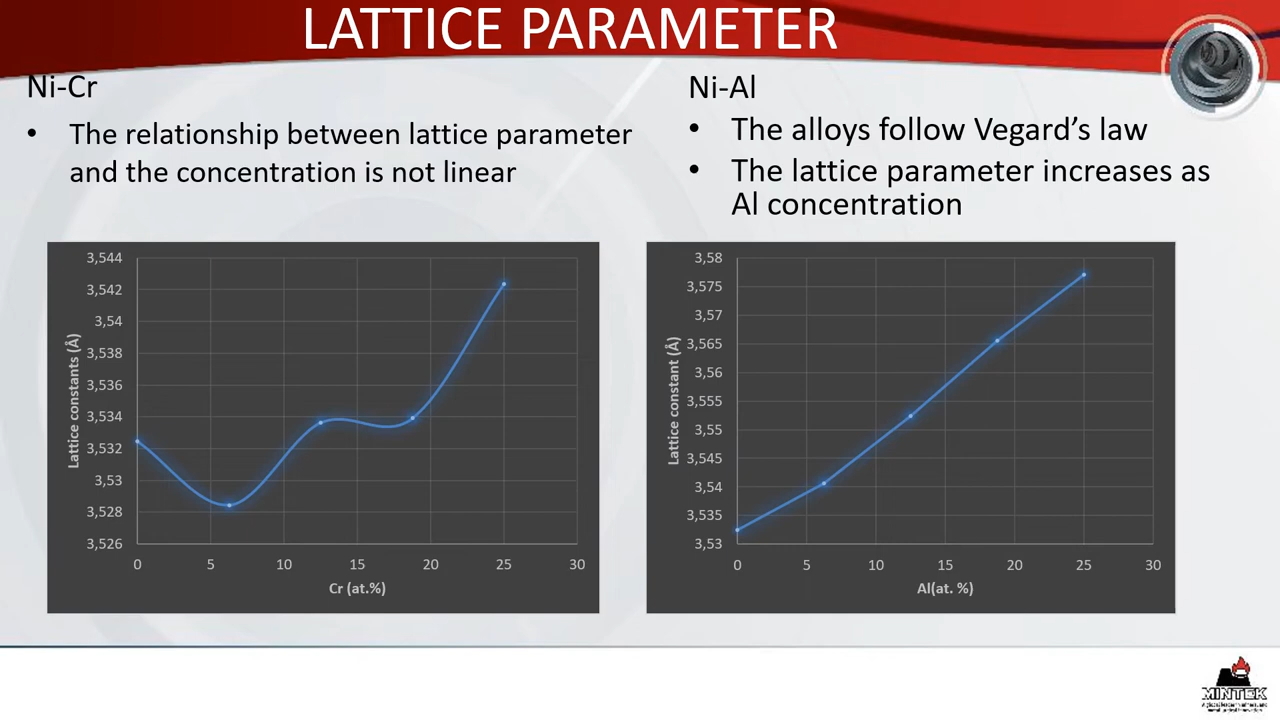 LATTICE PARAMETER
Ni-Cr
• The relationship between lattice parameter
and the concentration is not linear
Ni-Al
• The alloys follow Vegard’s law
• The lattice parameter increases as
Al concentration
3,544
3,542
3,54
3,538
3,536
3,534
3,532
3,53
3,528
3,526
Lattice constants (Å)
0 5 10 15 20 25 30
Cr (at.%)
3,58
3,575
3,57
3,565
3,56
3,555
3,55
3,545
3,54
3,535
3,53
Lattice constant (Å)
0 5 10 15 20 25 30
Al(at. %)
MINTEK